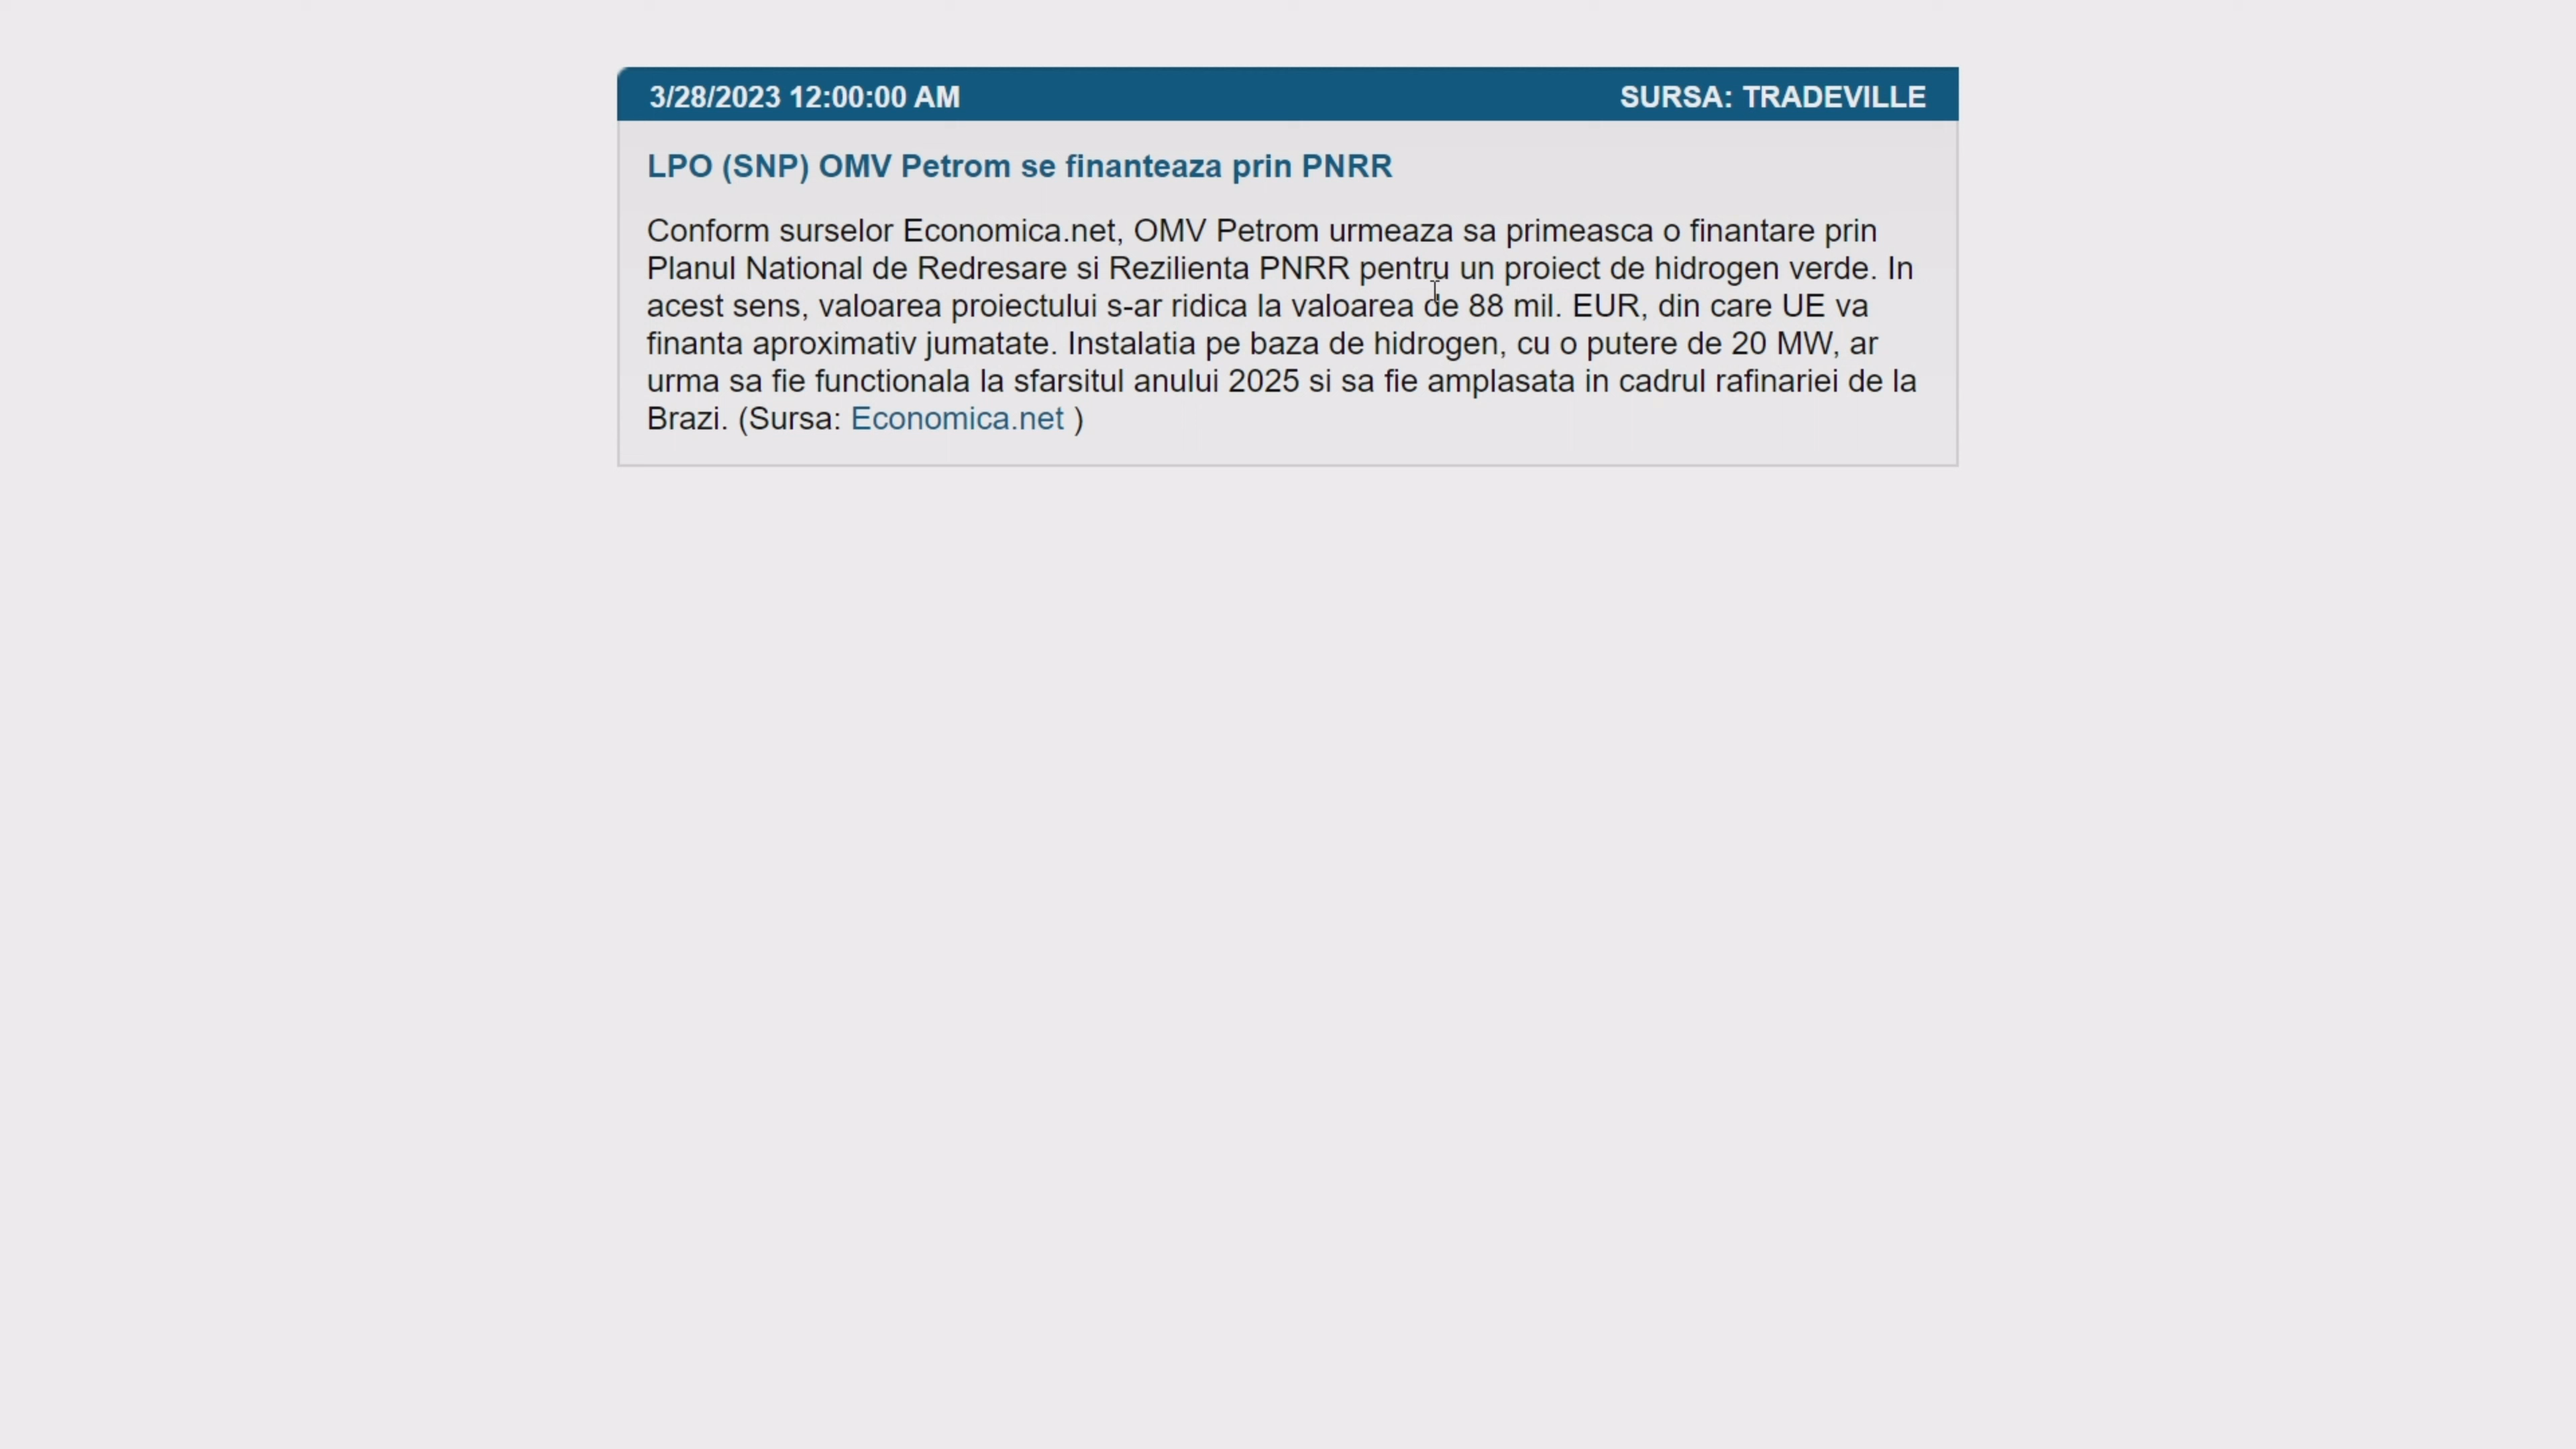 3/28/2023 12:00:00 AM
SURSA: TRADEVILLE
LPO (SNP) OMV Petrom se finanteaza prin PNRR
Conform surselor Economica.net, OMV Petrom urmeaza sa primeasca o finantare prin
Planul National de Redresare si Rezilienta PNRR pentru un proiect de hidrogen verde. In
acest sens, valoarea proiectului s-ar ridica la valoarea de 88 mil. EUR, din care UE va
finanta aproximativ jumatate. Instalatia pe baza de hidrogen, cu o putere de 20 MW, ar
urma sa fie functionala la sfarsitul anului 2025 si sa fie amplasata in cadrul rafinariei de la
Brazi. (Sursa: Economica.net )